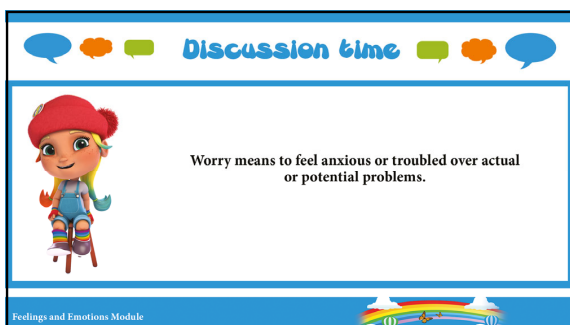 Discussion time
Worry means to feel anxious or troubled over actual
or potential problems.
Feelings and Emotions Module